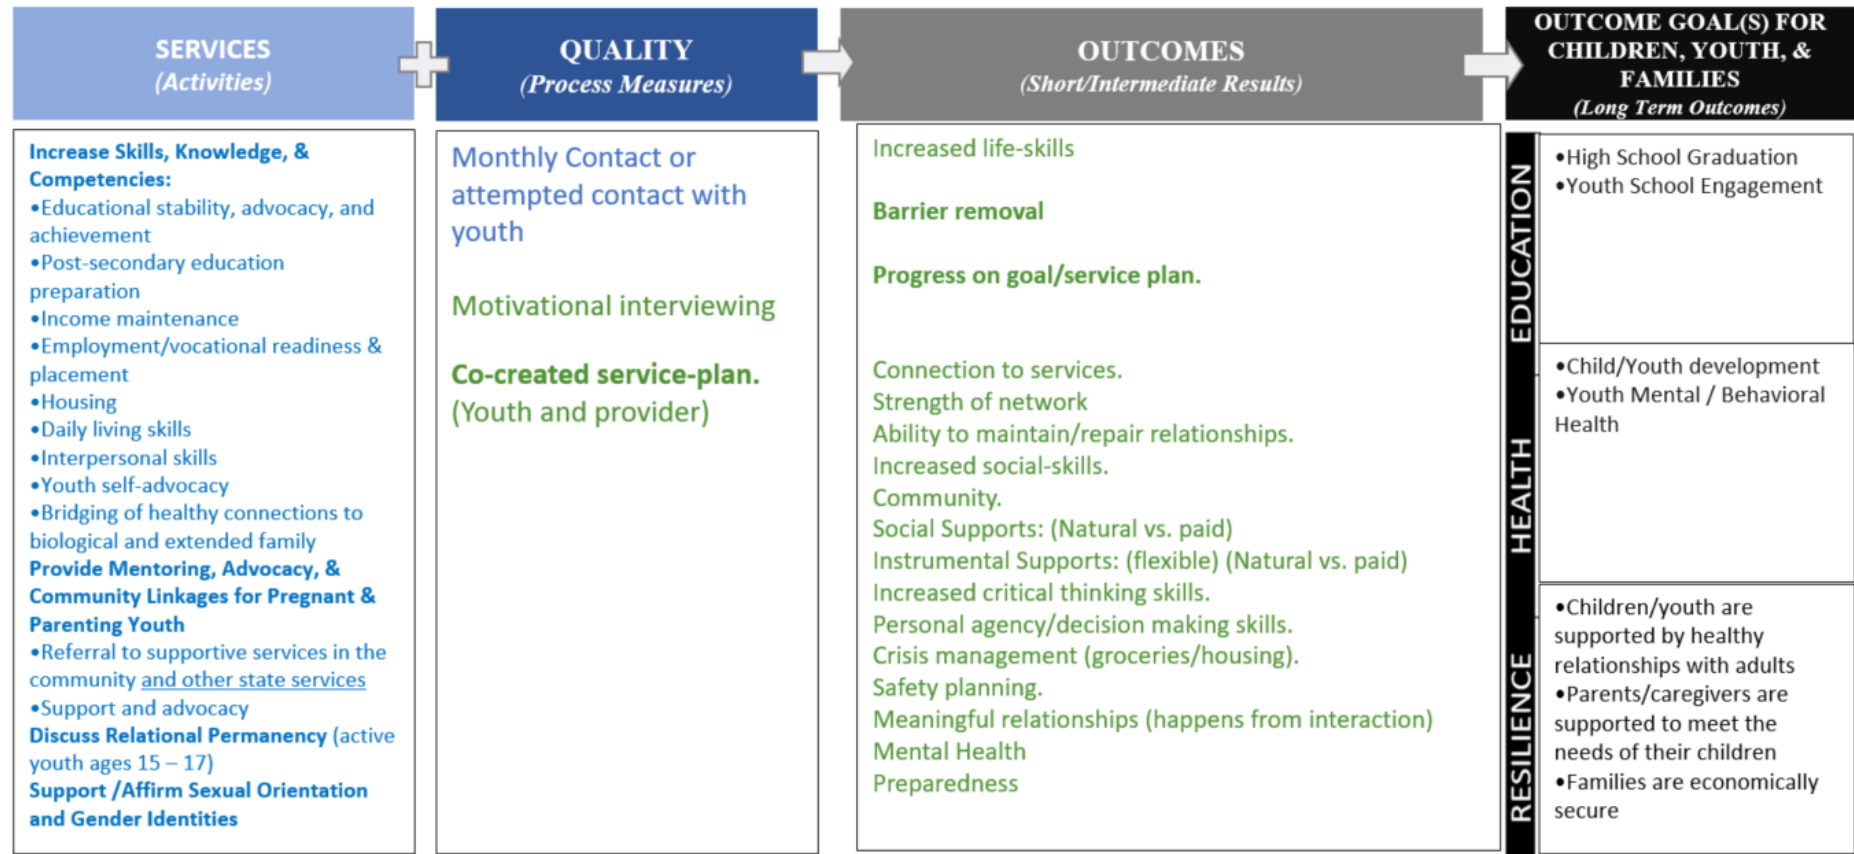 SERVICES
(Activities)
QUALITY
(Process Measures)
OUTCOMES
(Short/Intermediate Results)
OUTCOME GOAL(S) FOR
CHILDREN, YOUTH, &
FAMILIES
(Long Term Outcomes)
Increase Skills, Knowledge, &
Competencies:
•Educational stability, advocacy, and
achievement
•Post-secondary education
preparation
•Income maintenance
•Employment/vocational readiness &
placement
•Housing
•Daily living skills
•Interpersonal skills
•Youth self-advocacy
•Bridging of healthy connections to
biological and extended family
Provide Mentoring, Advocacy, &
Community Linkages for Pregnant &
Parenting Youth
•Referral to supportive services in the
community and other state services
•Support and advocacy
Discuss Relational Permanency (active
youth ages 15 – 17)
Support /Affirm Sexual Orientation
and Gender Identities
Monthly Contact or
attempted contact with
youth
Motivational interviewing
Co-created service-plan.
(Youth and provider)
Increased life-skills
Barrier removal
Progress on goal/service plan.
Connection to services.
Strength of network
Ability to maintain/repair relationships.
Increased social-skills.
Community.
Social Supports: (Natural vs. paid)
Instrumental Supports: (flexible) (Natural vs. paid)
Increased critical thinking skills.
Personal agency/decision making skills.
Crisis management (groceries/housing).
Safety planning.
Meaningful relationships (happens from interaction)
Mental Health
Preparedness
EDUCATION
•High School Graduation
•Youth School Engagement
HEALTH
•Child/Youth development
•Youth Mental / Behavioral
Health
RESILIENCE
•Children/youth are
supported by healthy
relationships with adults
•Parents/caregivers are
supported to meet the
needs of their children
•Families are economically
secure